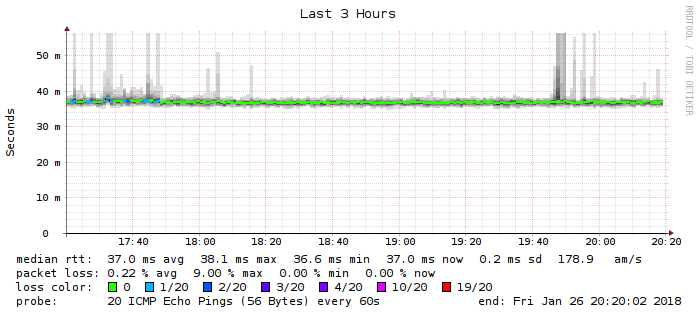 Last 3 Hours
RRDTOOL / TOBI OETIKER
Seconds
50 m
40 m
30 m
20 m
10 m
0
17:40 18:00 18:20 18:40 19:00 19:20 19:40 20:00 20:20
median rtt: 37.0 ms avg 38.1 ms max 36.6 ms min 37.0 ms now 0.2 ms sd 178.9 am/s
packet loss: 0.22 % avg 9.00 % max 0.00 % min 0.00 % now
loss color: 0 1/20 2/20 3/20 4/20 10/20 19/20
probe: 20 ICMP Echo Pings (56 Bytes) every 60s end: Fri Jan 26 20:20:02 2018